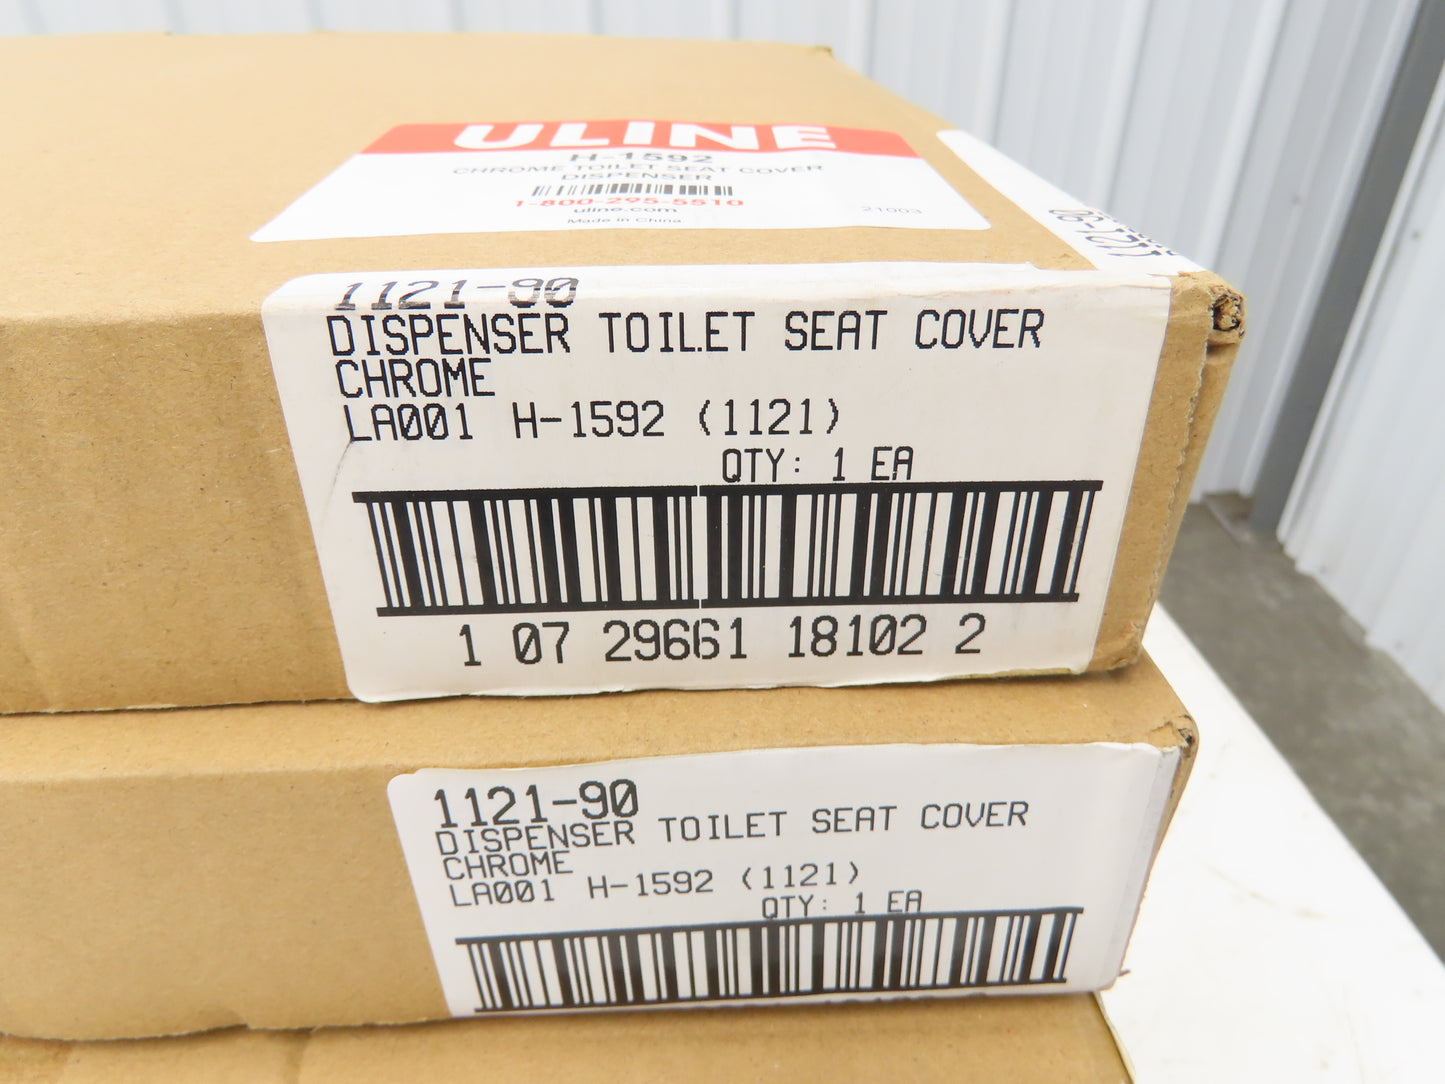 ULINE
H-1592
CHROME TOILET SEAT COVER
DISPENSER
1-800-295-5510
uline.com
Made in China
21003
1121-90
1121-90
DISPENSER TOILET SEAT COVER
CHROME
LA001 H-1592 (1121)
QTY: 1 EA
1 07 29661 18102 2
1121-90
DISPENSER TOILET SEAT COVER
CHROME
LA001 H-1592 (1121)
QTY: 1 EA